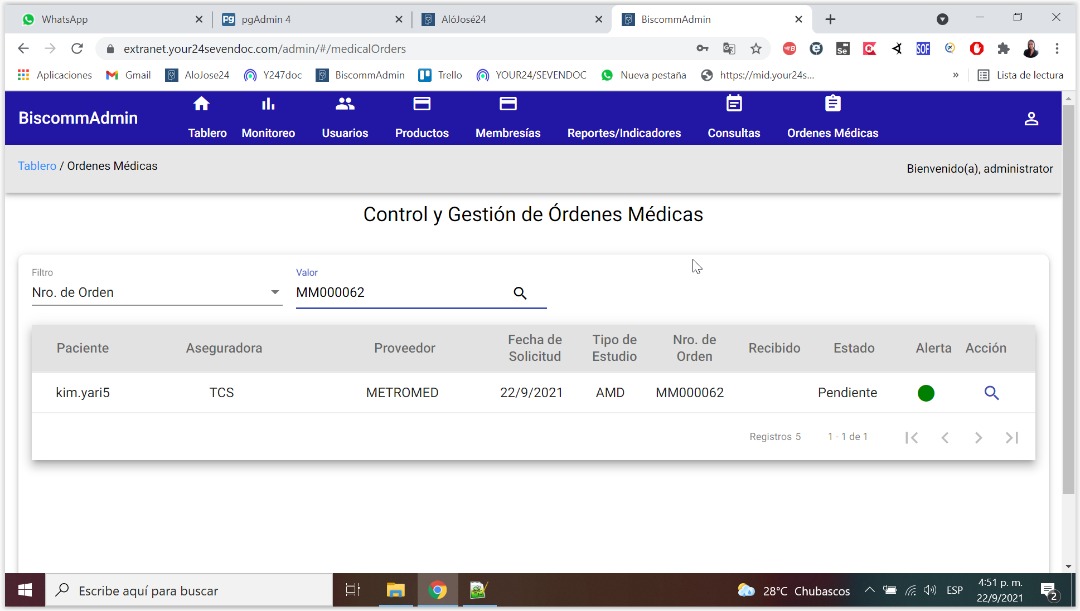 WhatsApp
pgAdmin 4
AlóJosé24
BiscommAdmin
extranet.your24sevendoc.com/admin/#/medicalOrders
Aplicaciones Gmail AloJose24 Y247doc BiscommAdmin Trello YOUR24/SEVENDOC Nueva pestaña https://mid.your24s... » Lista de lectura
BiscommAdmin
Tablero Monitoreo Usuarios Productos Membresías Reportes/Indicadores Consultas Ordenes Médicas
Tablero / Ordenes Médicas
Bienvenido(a), administrator
Control y Gestión de Órdenes Médicas
Filtro
Nro. de Orden
Valor
MM000062
Paciente Aseguradora Proveedor Fecha de Solicitud Tipo de Estudio Nro. de Orden Recibido Estado Alerta Acción
kim.yari5 TCS METROMED 22/9/2021 AMD MM000062 Pendiente
Registros 5 1 - 1 de 1
Escribe aquí para buscar
28°C Chubascos
ESP
4:51 p. m.
22/9/2021
2